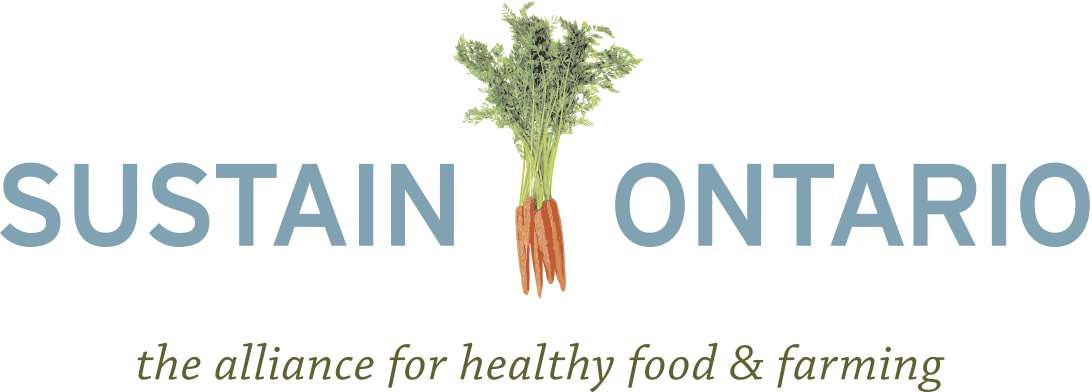 SUSTAIN ONTARIO
the alliance for healthy food & farming